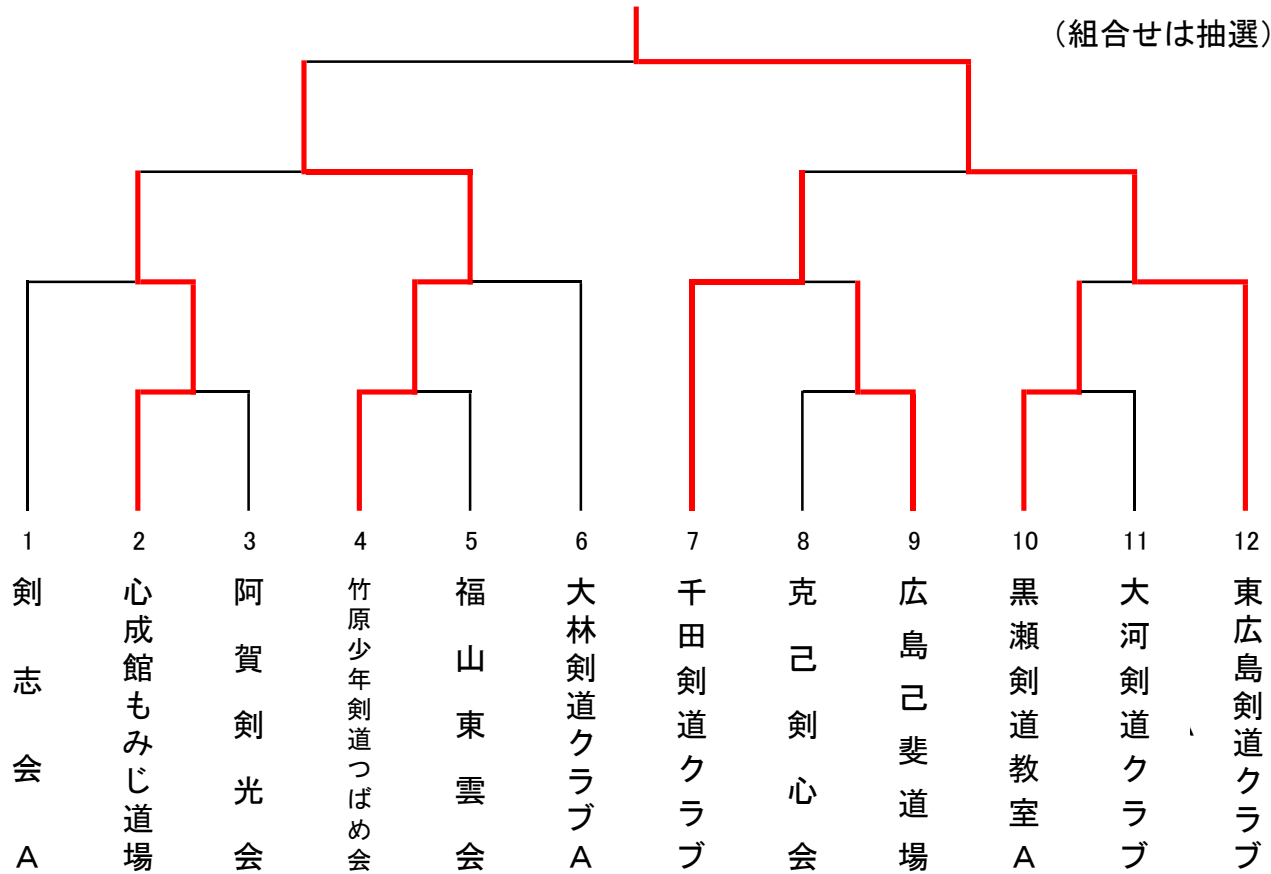 （組合せは抽選）
1 2 3 4 5 6 7 8 9 10 11 12
剣志会A
心成館もみじ道場
阿賀剣光会
竹原少年剣道つばめ会
福山東雲会
大林剣道クラブA
千田剣道クラブ
克己剣心会
広島己斐道場
黒瀬剣道教室A
大河剣道クラブ
東広島剣道クラブ